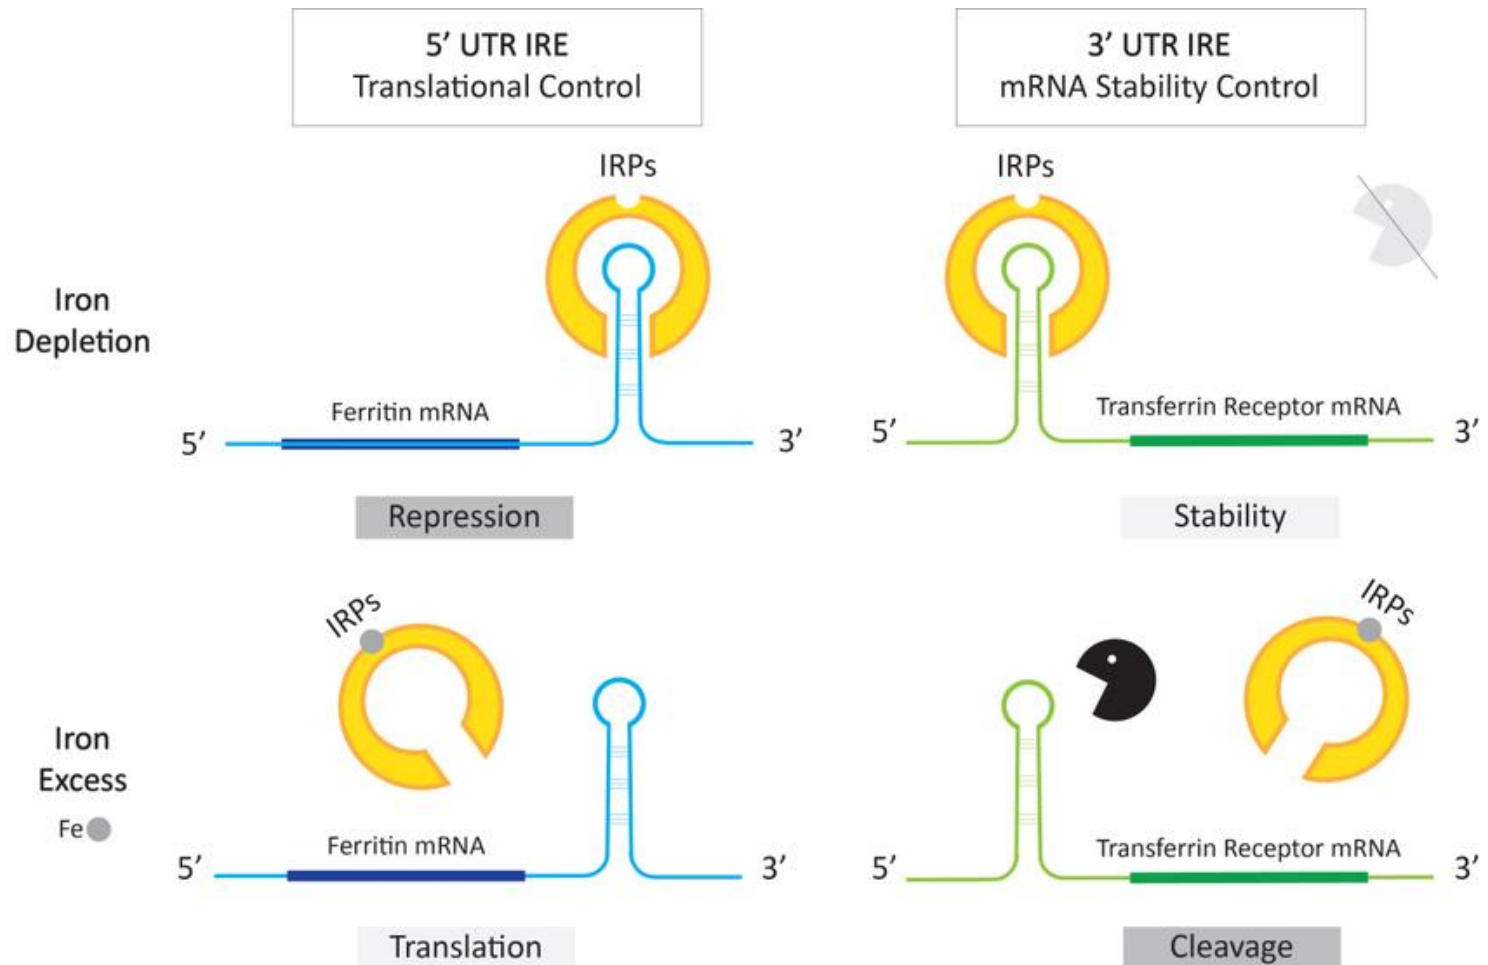 5′ UTR IRE
Translational Control
3′ UTR IRE
mRNA Stability Control
IRPs
IRPs
Iron
Depletion
Ferritin mRNA
Transferrin Receptor mRNA
5′
3′
5′
3′
Repression
Stability
IRPs
IRPs
Iron
Excess
Fe
Ferritin mRNA
Transferrin Receptor mRNA
5′
3′
5′
3′
Translation
Cleavage